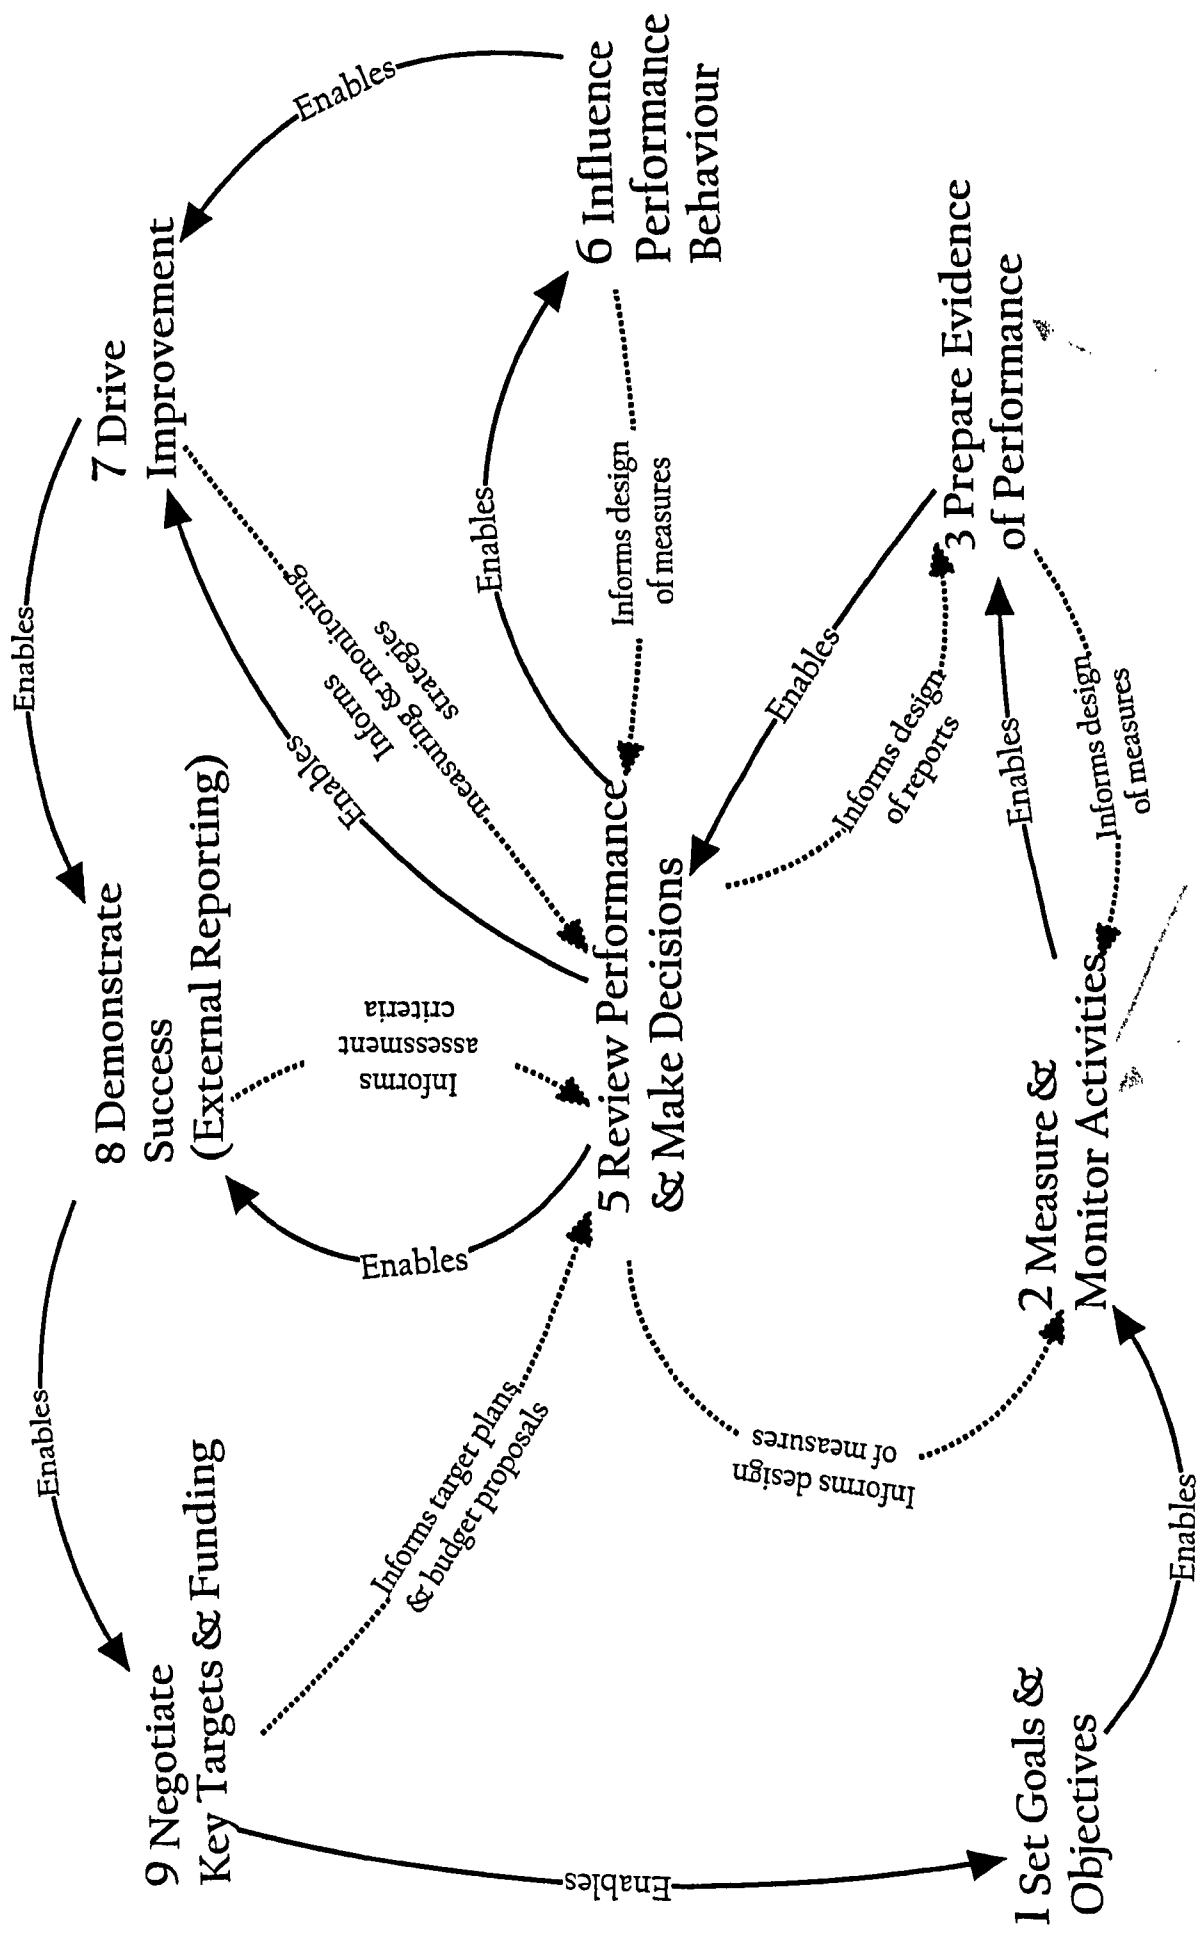 9 Negotiate
Key Targets & Funding
Enables
8 Demonstrate
Success
(External Reporting)
Enables
7 Drive
Improvement
Enables
Informs target plans
& budget proposals
Enables
Informs
assessment
criteria
Enables
Informs
measuring & monitoring
strategies
Enables
5 Review Performance
& Make Decisions
Enables
Informs design
of measures
6 Influence
Performance
Behaviour
Enables
Informs design
of measures
Informs design
of reports
Enables
1 Set Goals &
Objectives
Enables
2 Measure &
Monitor Activities
Enables
Informs design
of measures
3 Prepare Evidence
of Performance